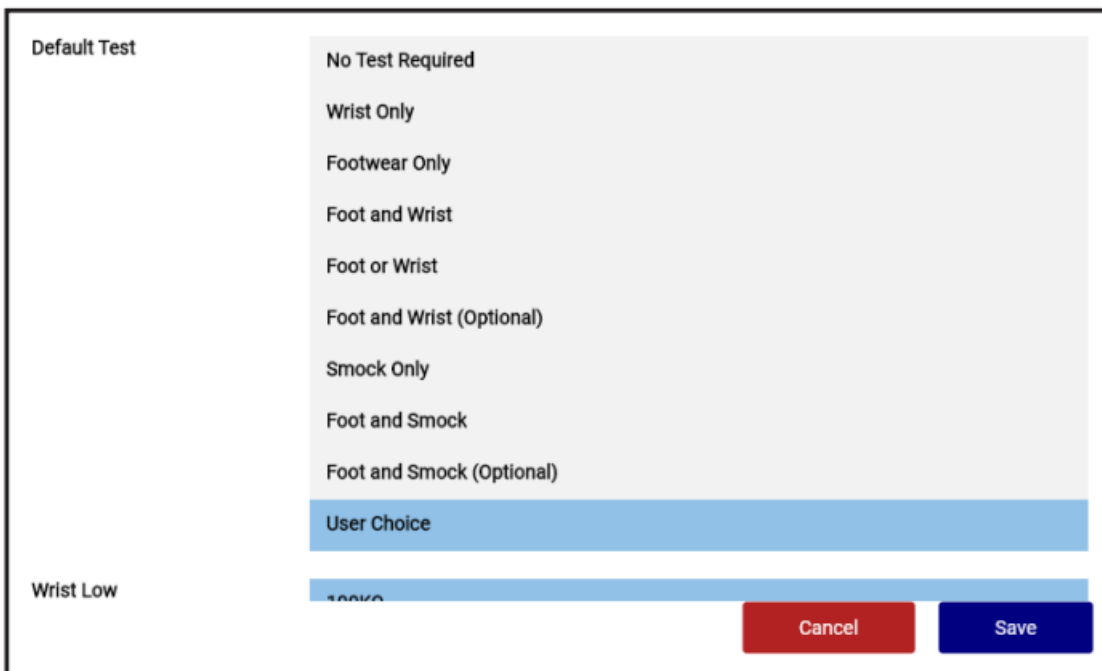 Default Test
No Test Required
Wrist Only
Footwear Only
Foot and Wrist
Foot or Wrist
Foot and Wrist (Optional)
Smock Only
Foot and Smock
Foot and Smock (Optional)
User Choice
Wrist Low
Cancel
Save